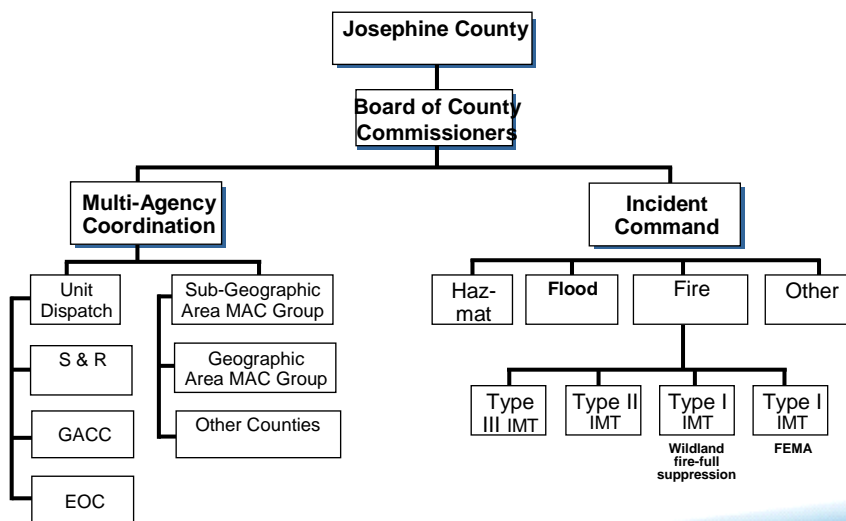 Josephine County
Board of County
Commissioners
Multi-Agency
Coordination
Incident
Command
Unit
Dispatch
S & R
GACC
EOC
Sub-Geographic
Area MAC Group
Geographic
Area MAC Group
Other Counties
Haz-
mat
Flood
Fire
Other
Type
III IMT
Type II
IMT
Type I
IMT
Wildland
fire-full
suppression
Type I
IMT
FEMA